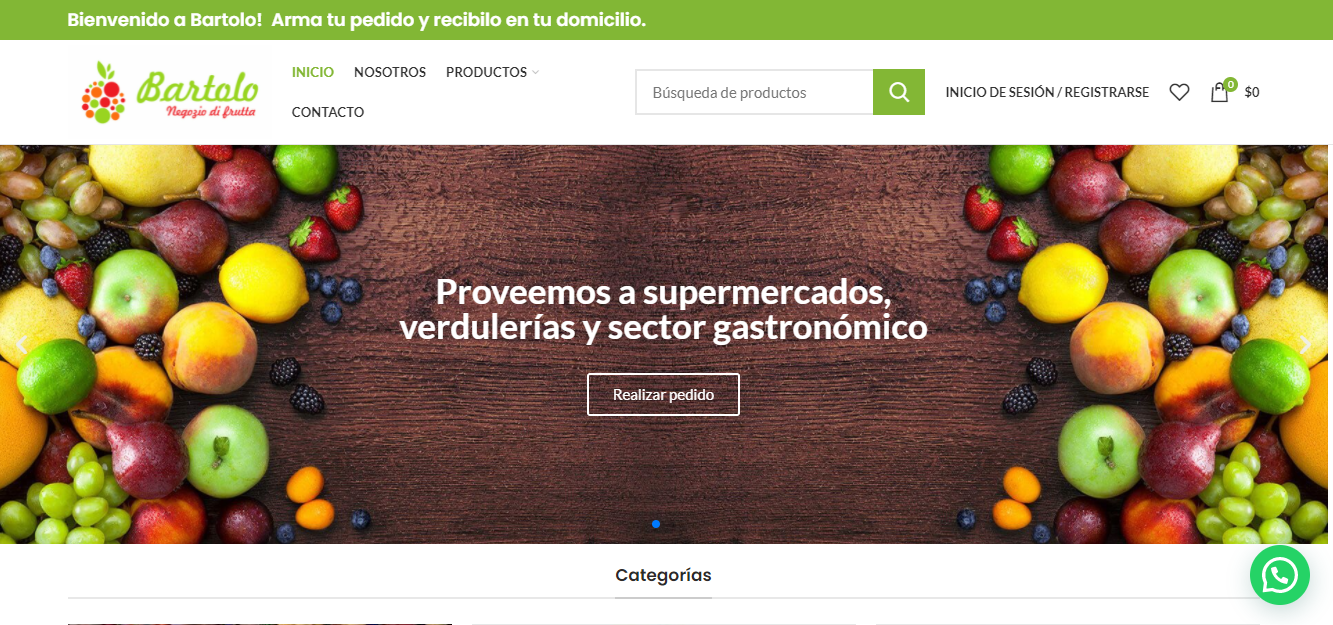 Bienvenido a Bartolo! Arma tu pedido y recibilo en tu domicilio.
Bartolo
Negozio di frutta
INICIO NOSOTROS PRODUCTOS
CONTACTO
Búsqueda de productos
INICIO DE SESIÓN / REGISTRARSE
0
$0
Proveemos a supermercados,
verdulerías y sector gastronómico
Realizar pedido
Categorías